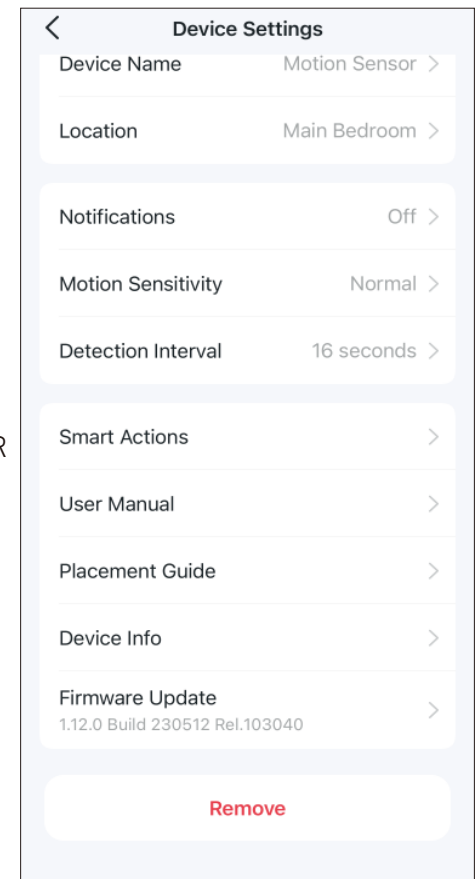 Device Settings
Device Name Motion Sensor
Location Main Bedroom
Notifications Off
Motion Sensitivity Normal
Detection Interval 16 seconds
Smart Actions
R
User Manual
Placement Guide
Device Info
Firmware Update
1.12.0 Build 230512 Rel.103040
Remove